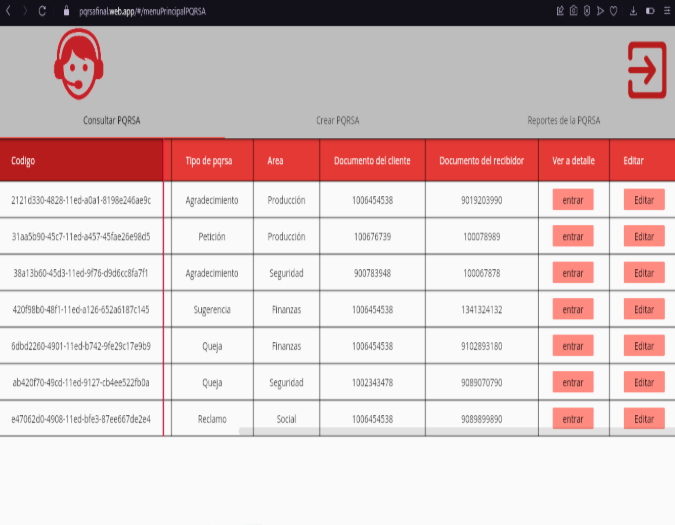 pqrsafinal.web.app/#/menuPrincipalPQRSA
Consultar PQRSA Crear PQRSA Reportes de la PQRSA
Codigo Tipo de pqrsa Area Documento del cliente Documento del recibidor Ver a detalle Editar
2121d330-4828-11ed-a0a1-8198e246ae9c Agradecimiento Producción 1006454538 9019203990 entrar Editar
31aa5b90-45c7-11ed-a457-45fae26e98d5 Petición Producción 100676739 100078989 entrar Editar
38a13b60-45d3-11ed-9f76-d9d6cc8fa7f1 Agradecimiento Seguridad 900783948 100067878 entrar Editar
420f98b0-48f1-11ed-a126-652a6187c145 Sugerencia Finanzas 1006454538 1341324132 entrar Editar
6dbd2260-4901-11ed-b742-9fe29c17e9b9 Queja Finanzas 1006454538 9102893180 entrar Editar
ab420f70-49cd-11ed-9127-cb4ee522fb0a Queja Seguridad 1002343478 9089070790 entrar Editar
e47062d0-4908-11ed-bfe3-87ee667de2e4 Reclamo Social 1006454538 9089899890 entrar Editar